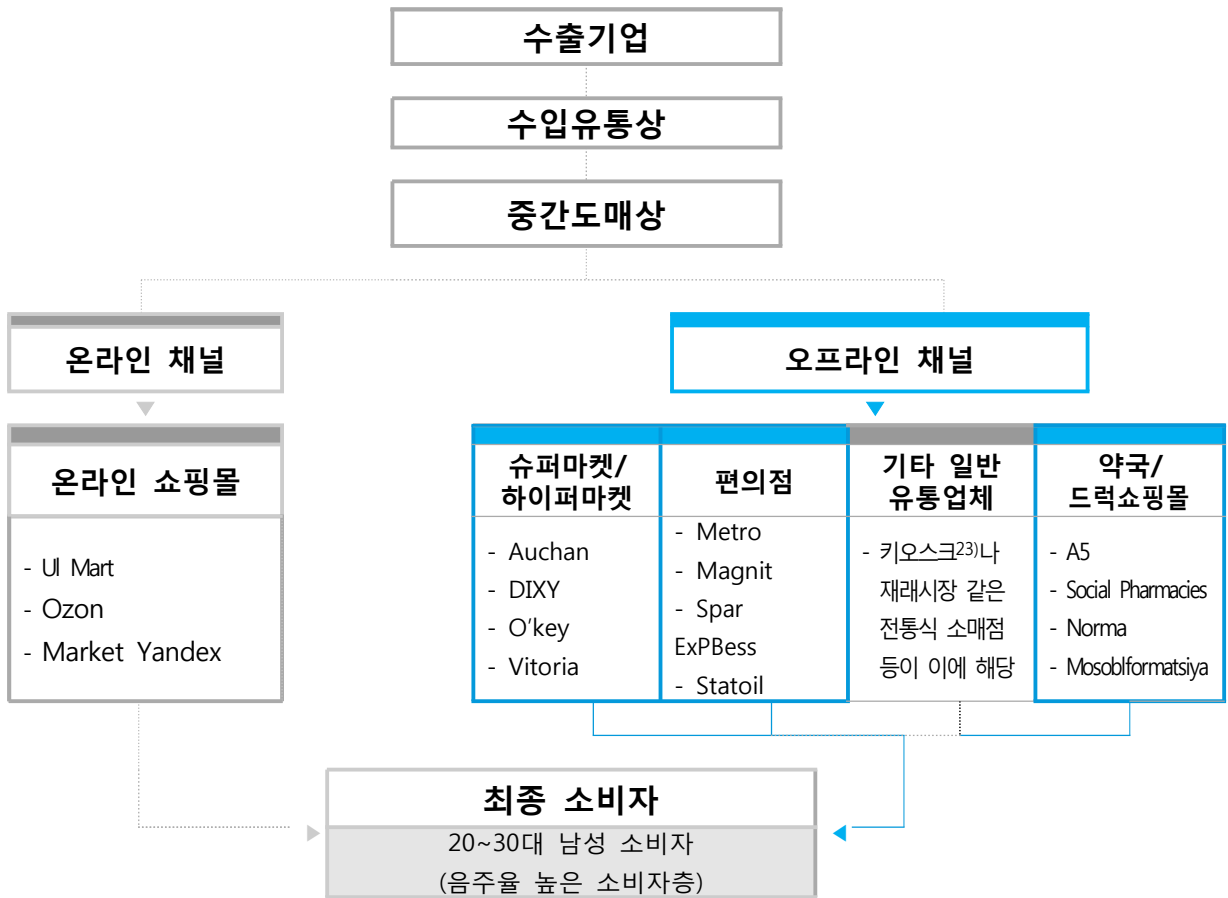 수출기업
수입유통상
중간도매상
온라인 채널
오프라인 채널
온라인 쇼핑몰
- Ul Mart
- Ozon
- Market Yandex
슈퍼마켓/
하이퍼마켓
- Auchan
- DIXY
- O'key
- Vitoria
편의점
- Metro
- Magnit
- Spar
ExPBess
- Statoil
기타 일반
유통업체
- 키오스크23)나
재래시장 같은
전통식 소매점
등이 이에 해당
약국/
드럭쇼핑몰
- A5
- Social Pharmacies
- Norma
- Mosoblformatsiya
최종 소비자
20~30대 남성 소비자
(음주율 높은 소비자층)